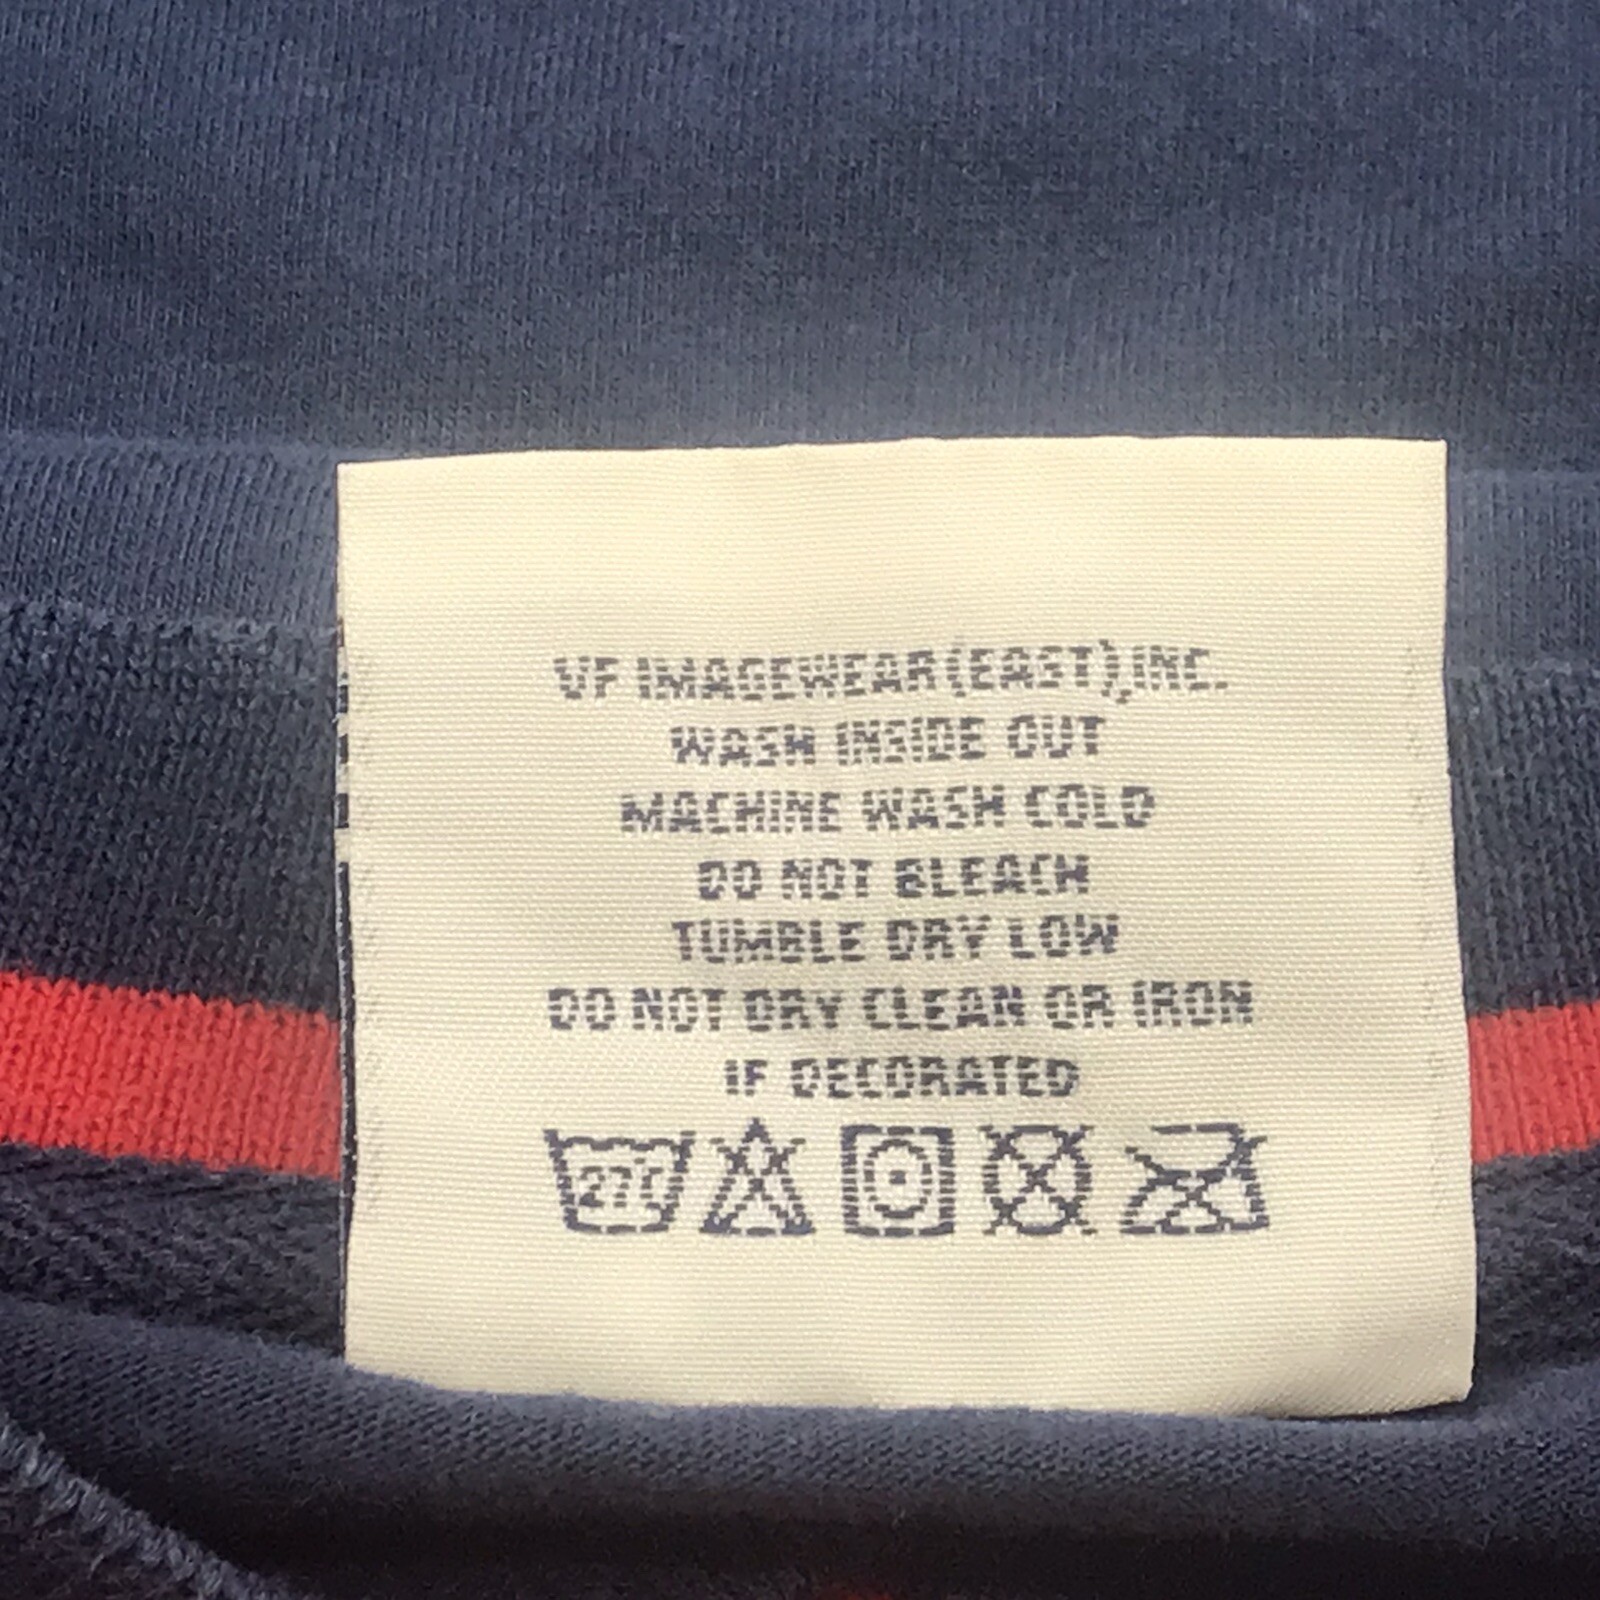 VF IMAGEWEAR (EAST), INC.
WASH INSIDE OUT
MACHINE WASH COLD
DO NOT BLEACH
TUMBLE DRY LOW
DO NOT DRY CLEAN OR IRON
IF DECORATED
27C